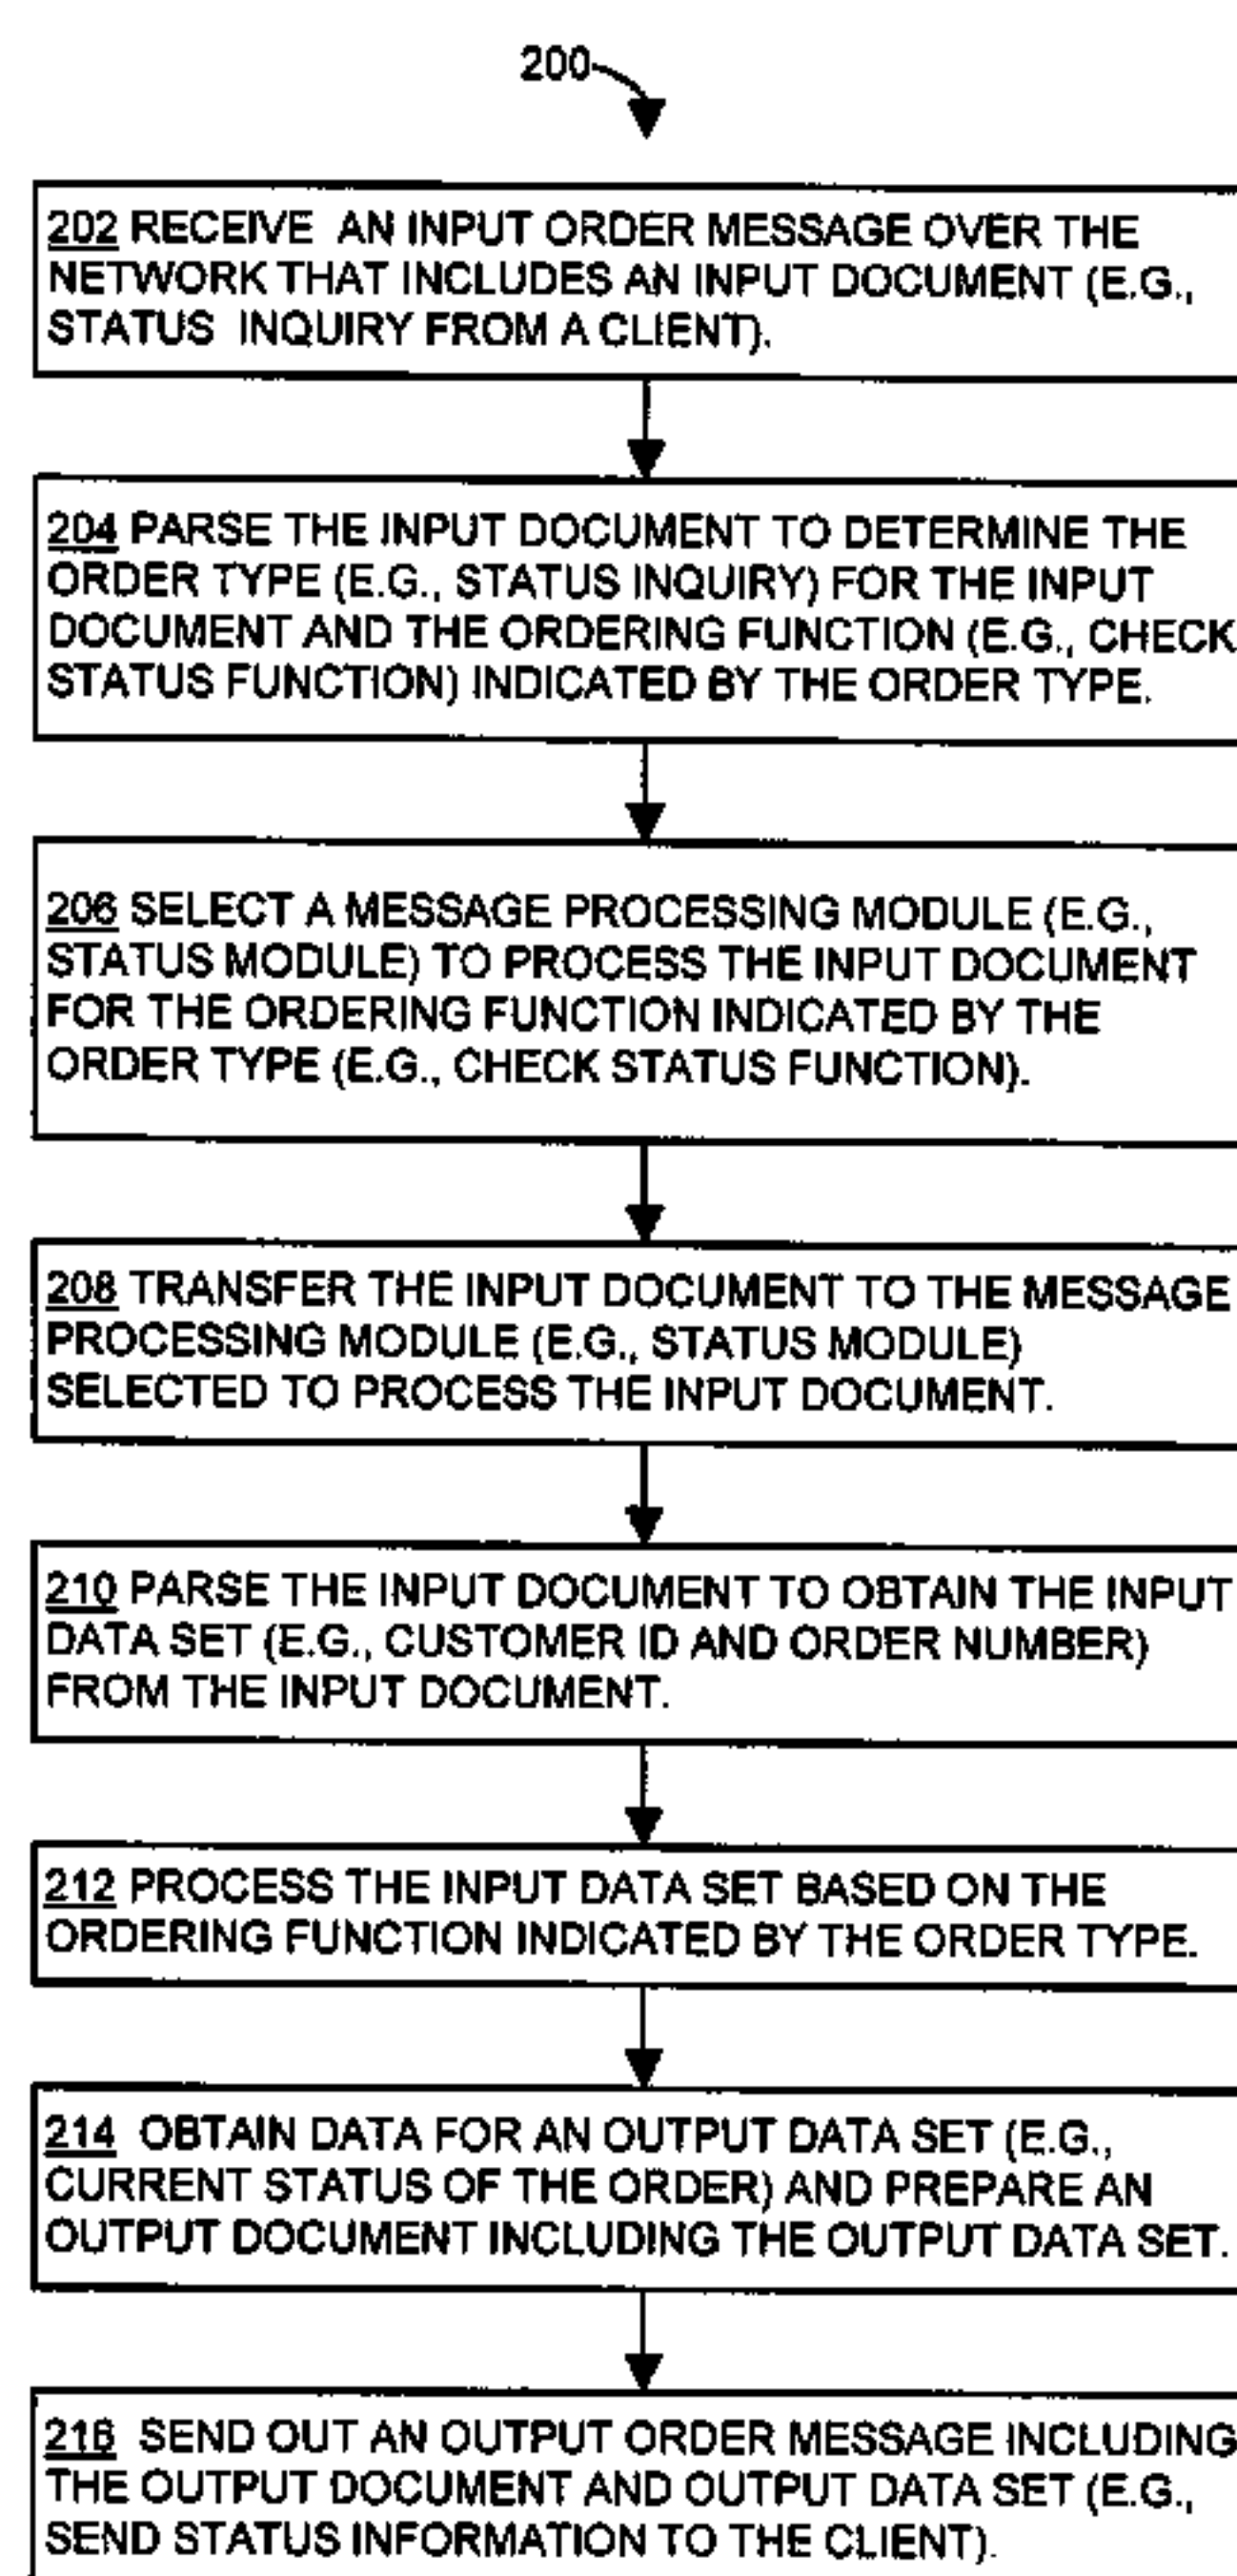 200
202 RECEIVE AN INPUT ORDER MESSAGE OVER THE
NETWORK THAT INCLUDES AN INPUT DOCUMENT (E.G.,
STATUS INQUIRY FROM A CLIENT).
204 PARSE THE INPUT DOCUMENT TO DETERMINE THE
ORDER TYPE (E.G., STATUS INQUIRY) FOR THE INPUT
DOCUMENT AND THE ORDERING FUNCTION (E.G., CHECK
STATUS FUNCTION) INDICATED BY THE ORDER TYPE.
206 SELECT A MESSAGE PROCESSING MODULE (E.G.,
STATUS MODULE) TO PROCESS THE INPUT DOCUMENT
FOR THE ORDERING FUNCTION INDICATED BY THE
ORDER TYPE (E.G., CHECK STATUS FUNCTION).
208 TRANSFER THE INPUT DOCUMENT TO THE MESSAGE
PROCESSING MODULE (E.G., STATUS MODULE)
SELECTED TO PROCESS THE INPUT DOCUMENT.
210 PARSE THE INPUT DOCUMENT TO OBTAIN THE INPUT
DATA SET (E.G., CUSTOMER ID AND ORDER NUMBER)
FROM THE INPUT DOCUMENT.
212 PROCESS THE INPUT DATA SET BASED ON THE
ORDERING FUNCTION INDICATED BY THE ORDER TYPE.
214 OBTAIN DATA FOR AN OUTPUT DATA SET (E.G.,
CURRENT STATUS OF THE ORDER) AND PREPARE AN
OUTPUT DOCUMENT INCLUDING THE OUTPUT DATA SET.
216 SEND OUT AN OUTPUT ORDER MESSAGE INCLUDING
THE OUTPUT DOCUMENT AND OUTPUT DATA SET (E.G.,
SEND STATUS INFORMATION TO THE CLIENT).